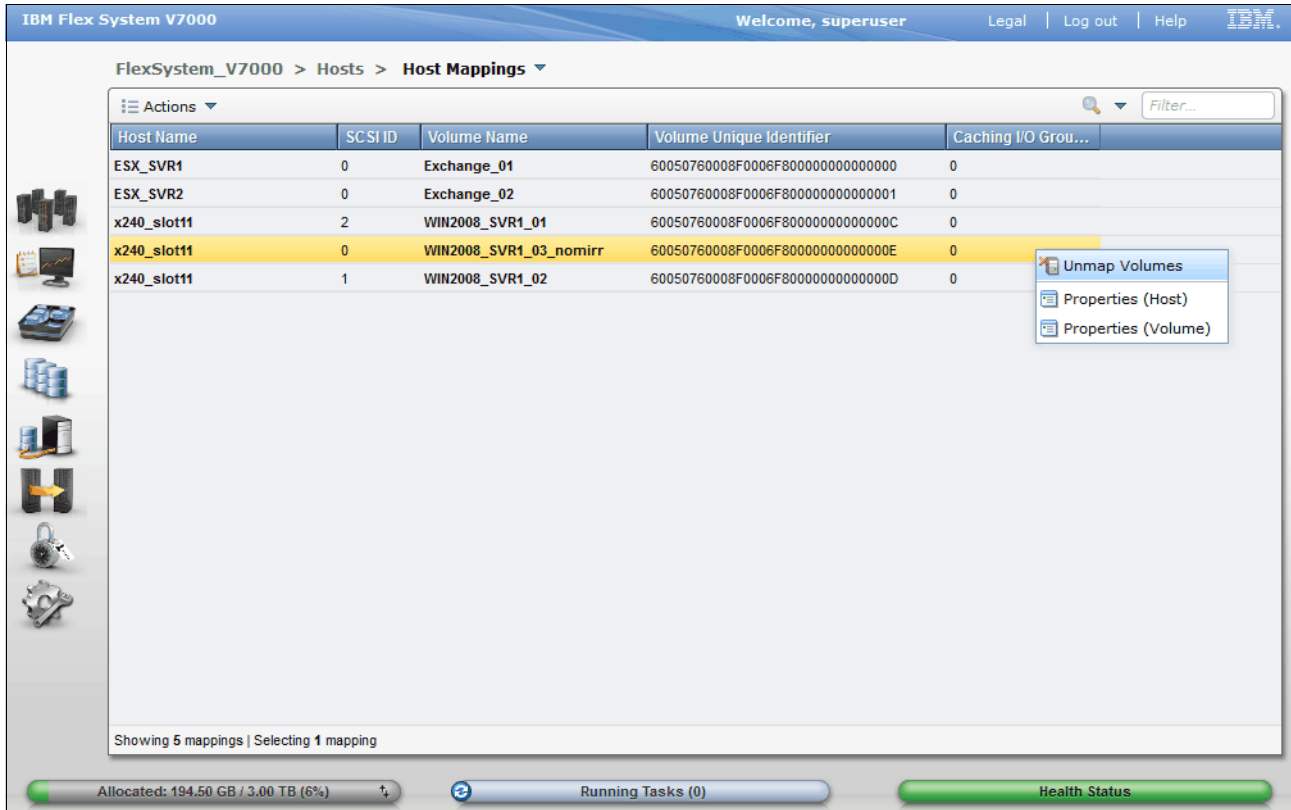 IBM Flex System V7000 Welcome, superuser Legal | Log out | Help IBM.
FlexSystem_V7000 > Hosts > Host Mappings
Actions Filter...
Host Name SCSI ID Volume Name Volume Unique Identifier Caching I/O Grou...
ESX_SVR1 0 Exchange_01 60050760008F0006F800000000000000 0
ESX_SVR2 0 Exchange_02 60050760008F0006F800000000000001 0
x240_slot11 2 WIN2008_SVR1_01 60050760008F0006F80000000000000C 0
x240_slot11 0 WIN2008_SVR1_03_nomirr 60050760008F0006F80000000000000E 0
x240_slot11 1 WIN2008_SVR1_02 60050760008F0006F80000000000000D 0
Unmap Volumes
Properties (Host)
Properties (Volume)
Showing 5 mappings | Selecting 1 mapping
Allocated: 194.50 GB / 3.00 TB (6%) Running Tasks (0) Health Status